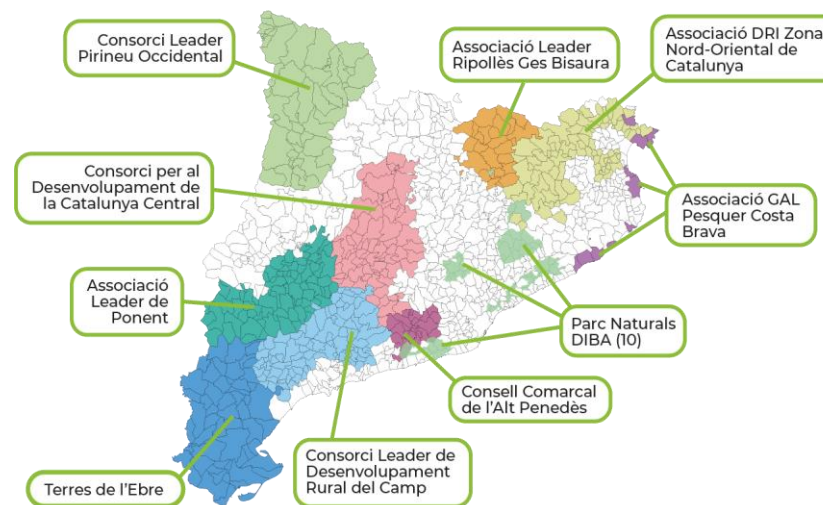 Consorci Leader
Pirineu Occidental
Associació Leader
Ripollès Ges Bisaura
Associació DRI Zona
Nord-Oriental de
Catalunya
Consorci per al
Desenvolupament de
la Catalunya Central
Associació GAL
Pesquer Costa
Brava
Associació
Leader de
Ponent
Parc Naturals
DIBA (10)
Consell Comarcal
de l'Alt Penedès
Consorci Leader de
Desenvolupament
Rural del Camp
Terres de l'Ebre